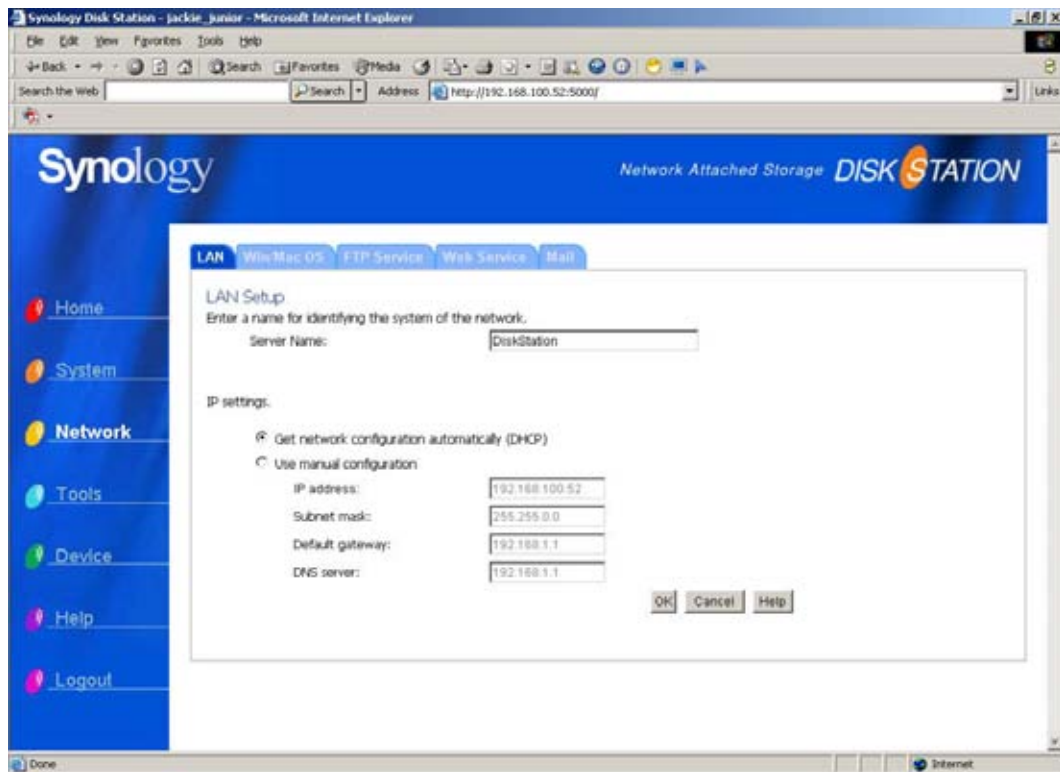 Synology Disk Station - jackie_junior - Microsoft Internet Explorer
File Edit View Favorites Tools Help
Back Search Favorites Media
Search the Web Search Address http://192.168.100.52:5000/ Links
Synology
Network Attached Storage DISK STATION
LAN Win/Mac OS FTP Service Web Service Mail
Home
System
Network
Tools
Device
Help
Logout
LAN Setup
Enter a name for identifying the system of the network.
Server Name: DiskStation
IP settings.
Get network configuration automatically (DHCP)
Use manual configuration
IP address: 192.168.100.52
Subnet mask: 255.255.0.0
Default gateway: 192.168.1.1
DNS server: 192.168.1.1
OK Cancel Help
Done Internet